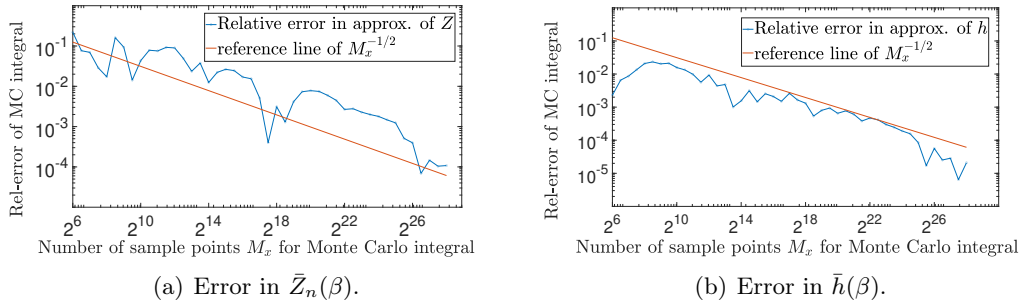 Relative error in approx. of Z
reference line of M_x^{-1/2}
Rel-error of MC integral
10^{-1}
10^{-2}
10^{-3}
10^{-4}
2^6 2^{10} 2^{14} 2^{18} 2^{22} 2^{26}
Number of sample points M_x for Monte Carlo integral
(a) Error in \bar{Z}_n(β).
Relative error in approx. of h
reference line of M_x^{-1/2}
Rel-error of MC integral
10^{-1}
10^{-2}
10^{-3}
10^{-4}
10^{-5}
2^6 2^{10} 2^{14} 2^{18} 2^{22} 2^{26}
Number of sample points M_x for Monte Carlo integral
(b) Error in \bar{h}(β).